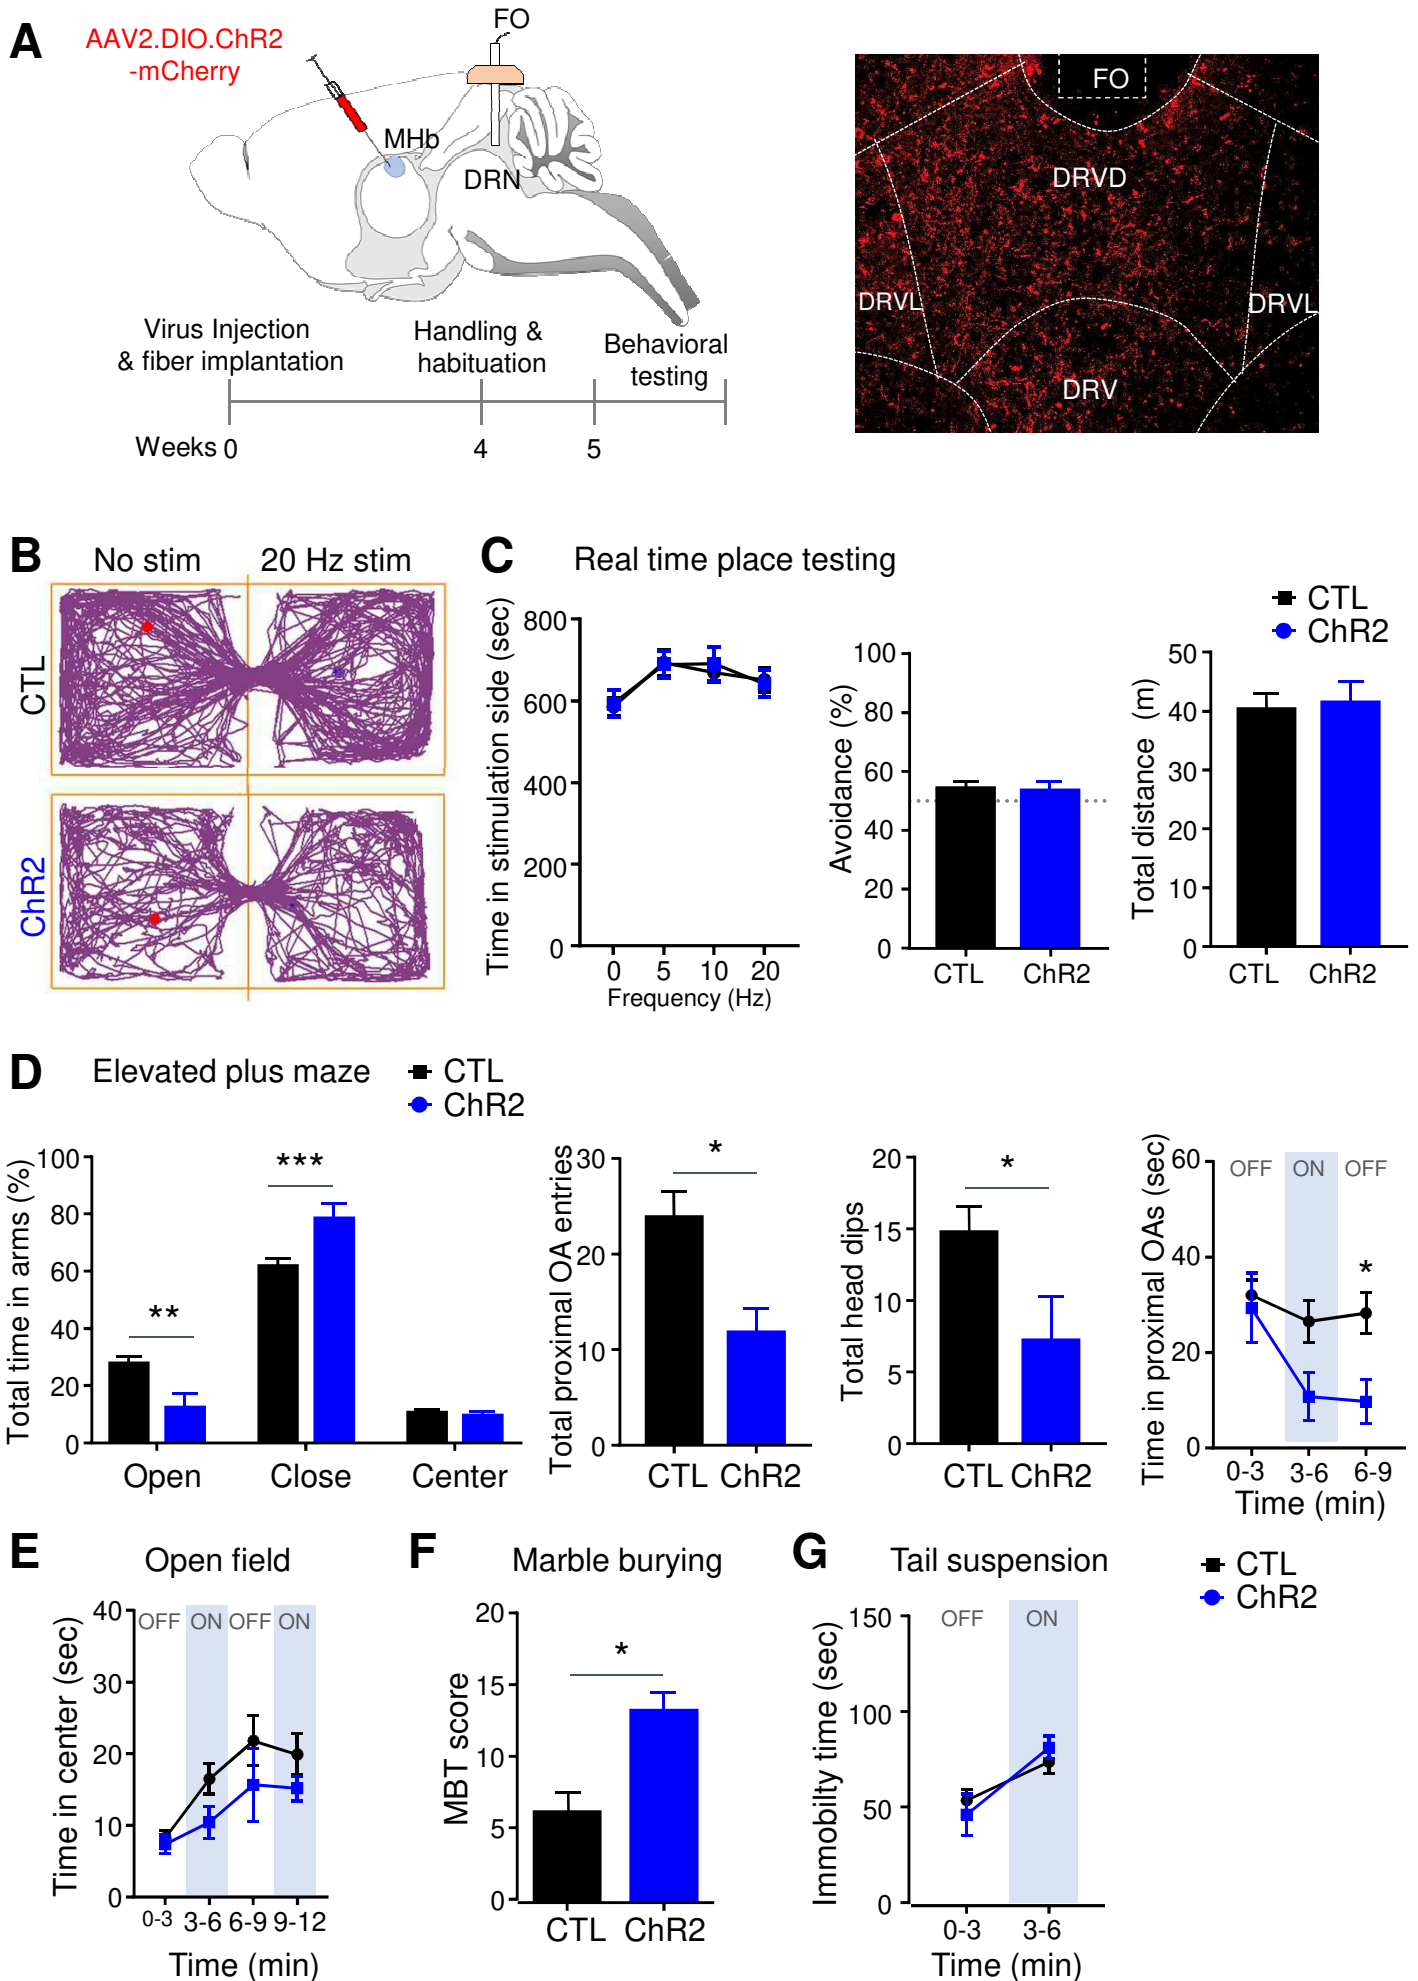 A
AAV2.DIO.ChR2
-mCherry
FO
MHb
DRN
Virus Injection
& fiber implantation
Handling &
habituation
Behavioral
testing
Weeks 0
4
5
FO
DRVD
DRVL
DRVL
DRV
B
No stim
20 Hz stim
CTL
ChR2
C
Real time place testing
CTL
ChR2
Time in stimulation side (sec)
800
600
400
200
0
0
5
10
20
Frequency (Hz)
Avoidance (%)
100
80
60
40
20
0
CTL
ChR2
Total distance (m)
50
40
30
20
10
0
CTL
ChR2
D
Elevated plus maze
CTL
ChR2
Total time in arms (%)
100
80
60
40
20
0
**
***
Open
Close
Center
Total proximal OA entries
30
20
10
0
*
CTL
ChR2
Total head dips
20
15
10
5
0
*
CTL
ChR2
Time in proximal OAs (sec)
60
40
20
0
OFF
ON
OFF
*
0-3
3-6
6-9
Time (min)
E
Open field
Time in center (sec)
40
30
20
10
0
OFF
ON
OFF
ON
0-3
3-6
6-9
9-12
Time (min)
F
Marble burying
MBT score
20
15
10
5
0
*
CTL
ChR2
G
Tail suspension
CTL
ChR2
Immobilty time (sec)
150
100
50
0
OFF
ON
0-3
3-6
Time (min)